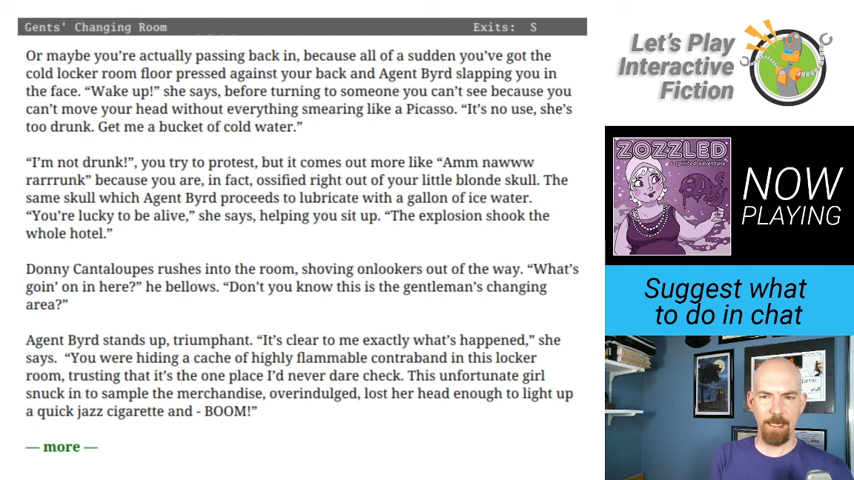 Gents' Changing Room Exits: S
Or maybe you’re actually passing back in, because all of a sudden you’ve got the
cold locker room floor pressed against your back and Agent Byrd slapping you in
the face. “Wake up!” she says, before turning to someone you can’t see because you
can’t move your head without everything smearing like a Picasso. “It’s no use, she’s
too drunk. Get me a bucket of cold water.”
“I’m not drunk!”, you try to protest, but it comes out more like “Amm nawww
rarrrunk” because you are, in fact, ossified right out of your little blonde skull. The
same skull which Agent Byrd proceeds to lubricate with a gallon of ice water.
“You’re lucky to be alive,” she says, helping you sit up. “The explosion shook the
whole hotel.”
Donny Cantaloupes rushes into the room, shoving onlookers out of the way. “What’s
goin’ on in here?” he bellows. “Don’t you know this is the gentleman’s changing
area?”
Agent Byrd stands up, triumphant. “It’s clear to me exactly what’s happened,” she
says. “You were hiding a cache of highly flammable contraband in this locker
room, trusting that it’s the one place I’d never dare check. This unfortunate girl
snuck in to sample the merchandise, overindulged, lost her head enough to light up
a quick jazz cigarette and - BOOM!”
— more —
Let’s Play
Interactive
Fiction
ZOZZLED
a spirited adventure
NOW
PLAYING
Suggest what
to do in chat